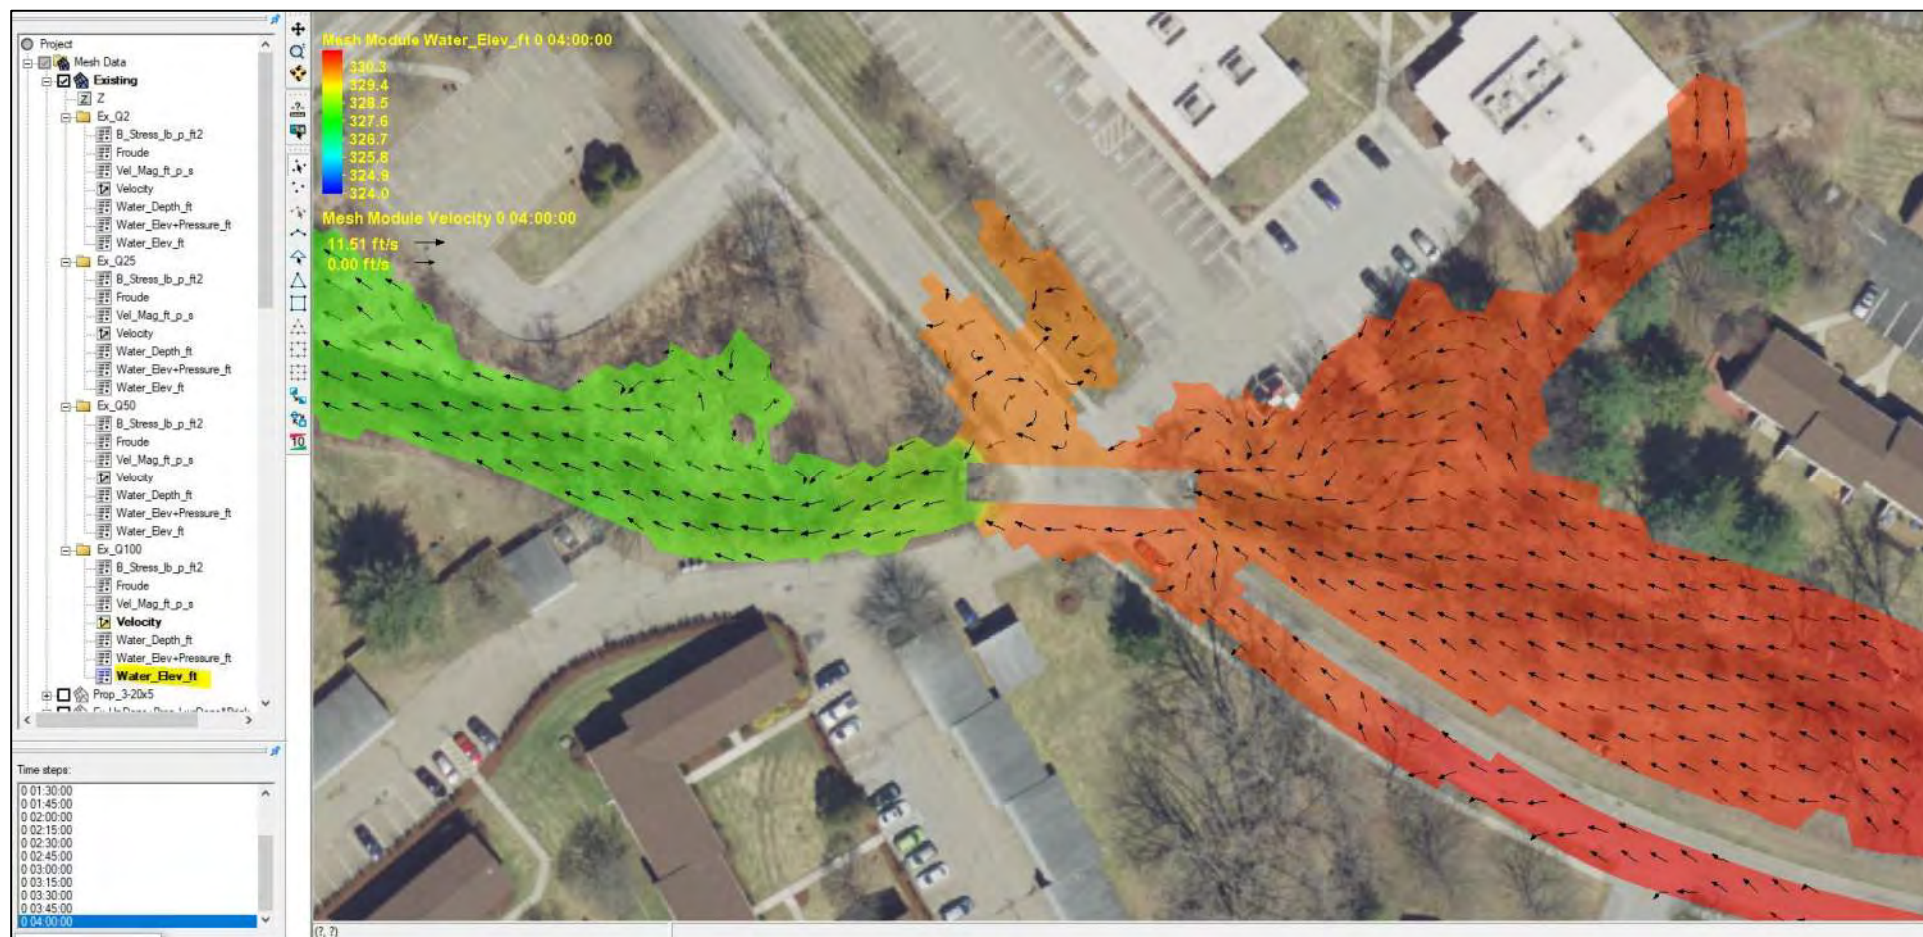 Project
Mesh Data
Existing
Z
Ex_Q2
B_Stress_lb_p_ft2
Froude
Vel_Mag_ft_p_s
Velocity
Water_Depth_ft
Water_Elev+Pressure_ft
Water_Elev_ft
Ex_Q25
B_Stress_lb_p_ft2
Froude
Vel_Mag_ft_p_s
Velocity
Water_Depth_ft
Water_Elev+Pressure_ft
Water_Elev_ft
Ex_Q50
B_Stress_lb_p_ft2
Froude
Vel_Mag_ft_p_s
Velocity
Water_Depth_ft
Water_Elev+Pressure_ft
Water_Elev_ft
Ex_Q100
B_Stress_lb_p_ft2
Froude
Vel_Mag_ft_p_s
Velocity
Water_Depth_ft
Water_Elev+Pressure_ft
Water_Elev_ft
Prop_3-20x5
Time steps:
0 01:30:00
0 01:45:00
0 02:00:00
0 02:15:00
0 02:30:00
0 02:45:00
0 03:00:00
0 03:15:00
0 03:30:00
0 03:45:00
0 04:00:00
10
Mesh Module Water_Elev_ft 0 04:00:00
330.3
329.4
328.5
327.6
326.7
325.8
324.9
324.0
Mesh Module Velocity 0 04:00:00
11.51 ft/s
0.00 ft/s
(?, ?)